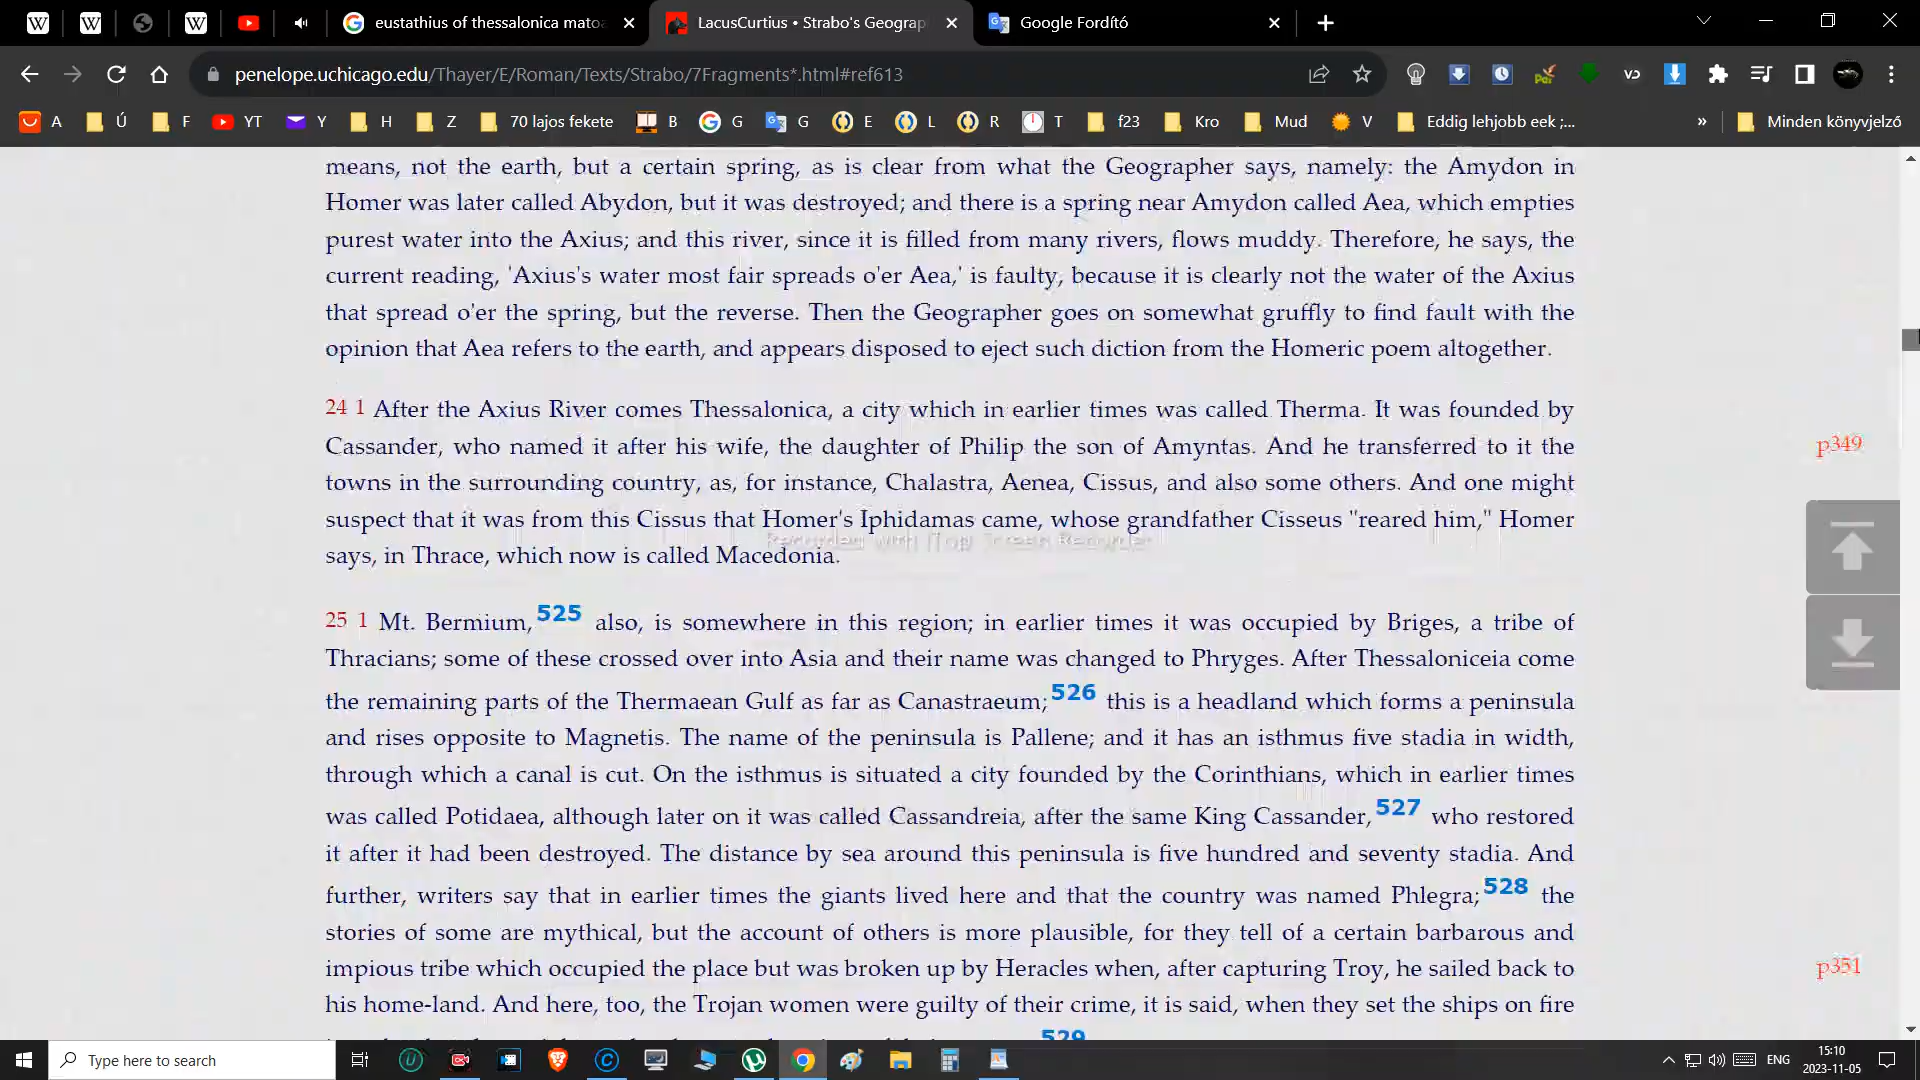 eustathius of thessalonica matoa
LacusCurtius • Strabo's Geograp
Google Fordító
penelope.uchicago.edu/Thayer/E/Roman/Texts/Strabo/7Fragments*.html#ref613
A Ú F YT Y H Z 70 lajos fekete B G G E L R T f23 Kro Mud V Eddig lehjobb eek ;... » Minden könyvjelző
means, not the earth, but a certain spring, as is clear from what the Geographer says, namely: the Amydon in
Homer was later called Abydon, but it was destroyed; and there is a spring near Amydon called Aea, which empties
purest water into the Axius; and this river, since it is filled from many rivers, flows muddy. Therefore, he says, the
current reading, 'Axius's water most fair spreads o'er Aea,' is faulty, because it is clearly not the water of the Axius
that spread o'er the spring, but the reverse. Then the Geographer goes on somewhat gruffly to find fault with the
opinion that Aea refers to the earth, and appears disposed to eject such diction from the Homeric poem altogether.
24 1 After the Axius River comes Thessalonica, a city which in earlier times was called Therma. It was founded by
Cassander, who named it after his wife, the daughter of Philip the son of Amyntas. And he transferred to it the
p349
towns in the surrounding country, as, for instance, Chalastra, Aenea, Cissus, and also some others. And one might
suspect that it was from this Cissus that Homer's Iphidamas came, whose grandfather Cisseus "reared him," Homer
Recorded with iTop Screen Recorder
says, in Thrace, which now is called Macedonia.
25 1 Mt. Bermium,525 also, is somewhere in this region; in earlier times it was occupied by Briges, a tribe of
Thracians; some of these crossed over into Asia and their name was changed to Phryges. After Thessaloniceia come
the remaining parts of the Thermaean Gulf as far as Canastraeum;526 this is a headland which forms a peninsula
and rises opposite to Magnetis. The name of the peninsula is Pallene; and it has an isthmus five stadia in width,
through which a canal is cut. On the isthmus is situated a city founded by the Corinthians, which in earlier times
was called Potidaea, although later on it was called Cassandreia, after the same King Cassander,527 who restored
it after it had been destroyed. The distance by sea around this peninsula is five hundred and seventy stadia. And
further, writers say that in earlier times the giants lived here and that the country was named Phlegra;528 the
stories of some are mythical, but the account of others is more plausible, for they tell of a certain barbarous and
impious tribe which occupied the place but was broken up by Heracles when, after capturing Troy, he sailed back to
p351
his home-land. And here, too, the Trojan women were guilty of their crime, it is said, when they set the ships on fire
529
Type here to search
ENG
15:10
2023-11-05